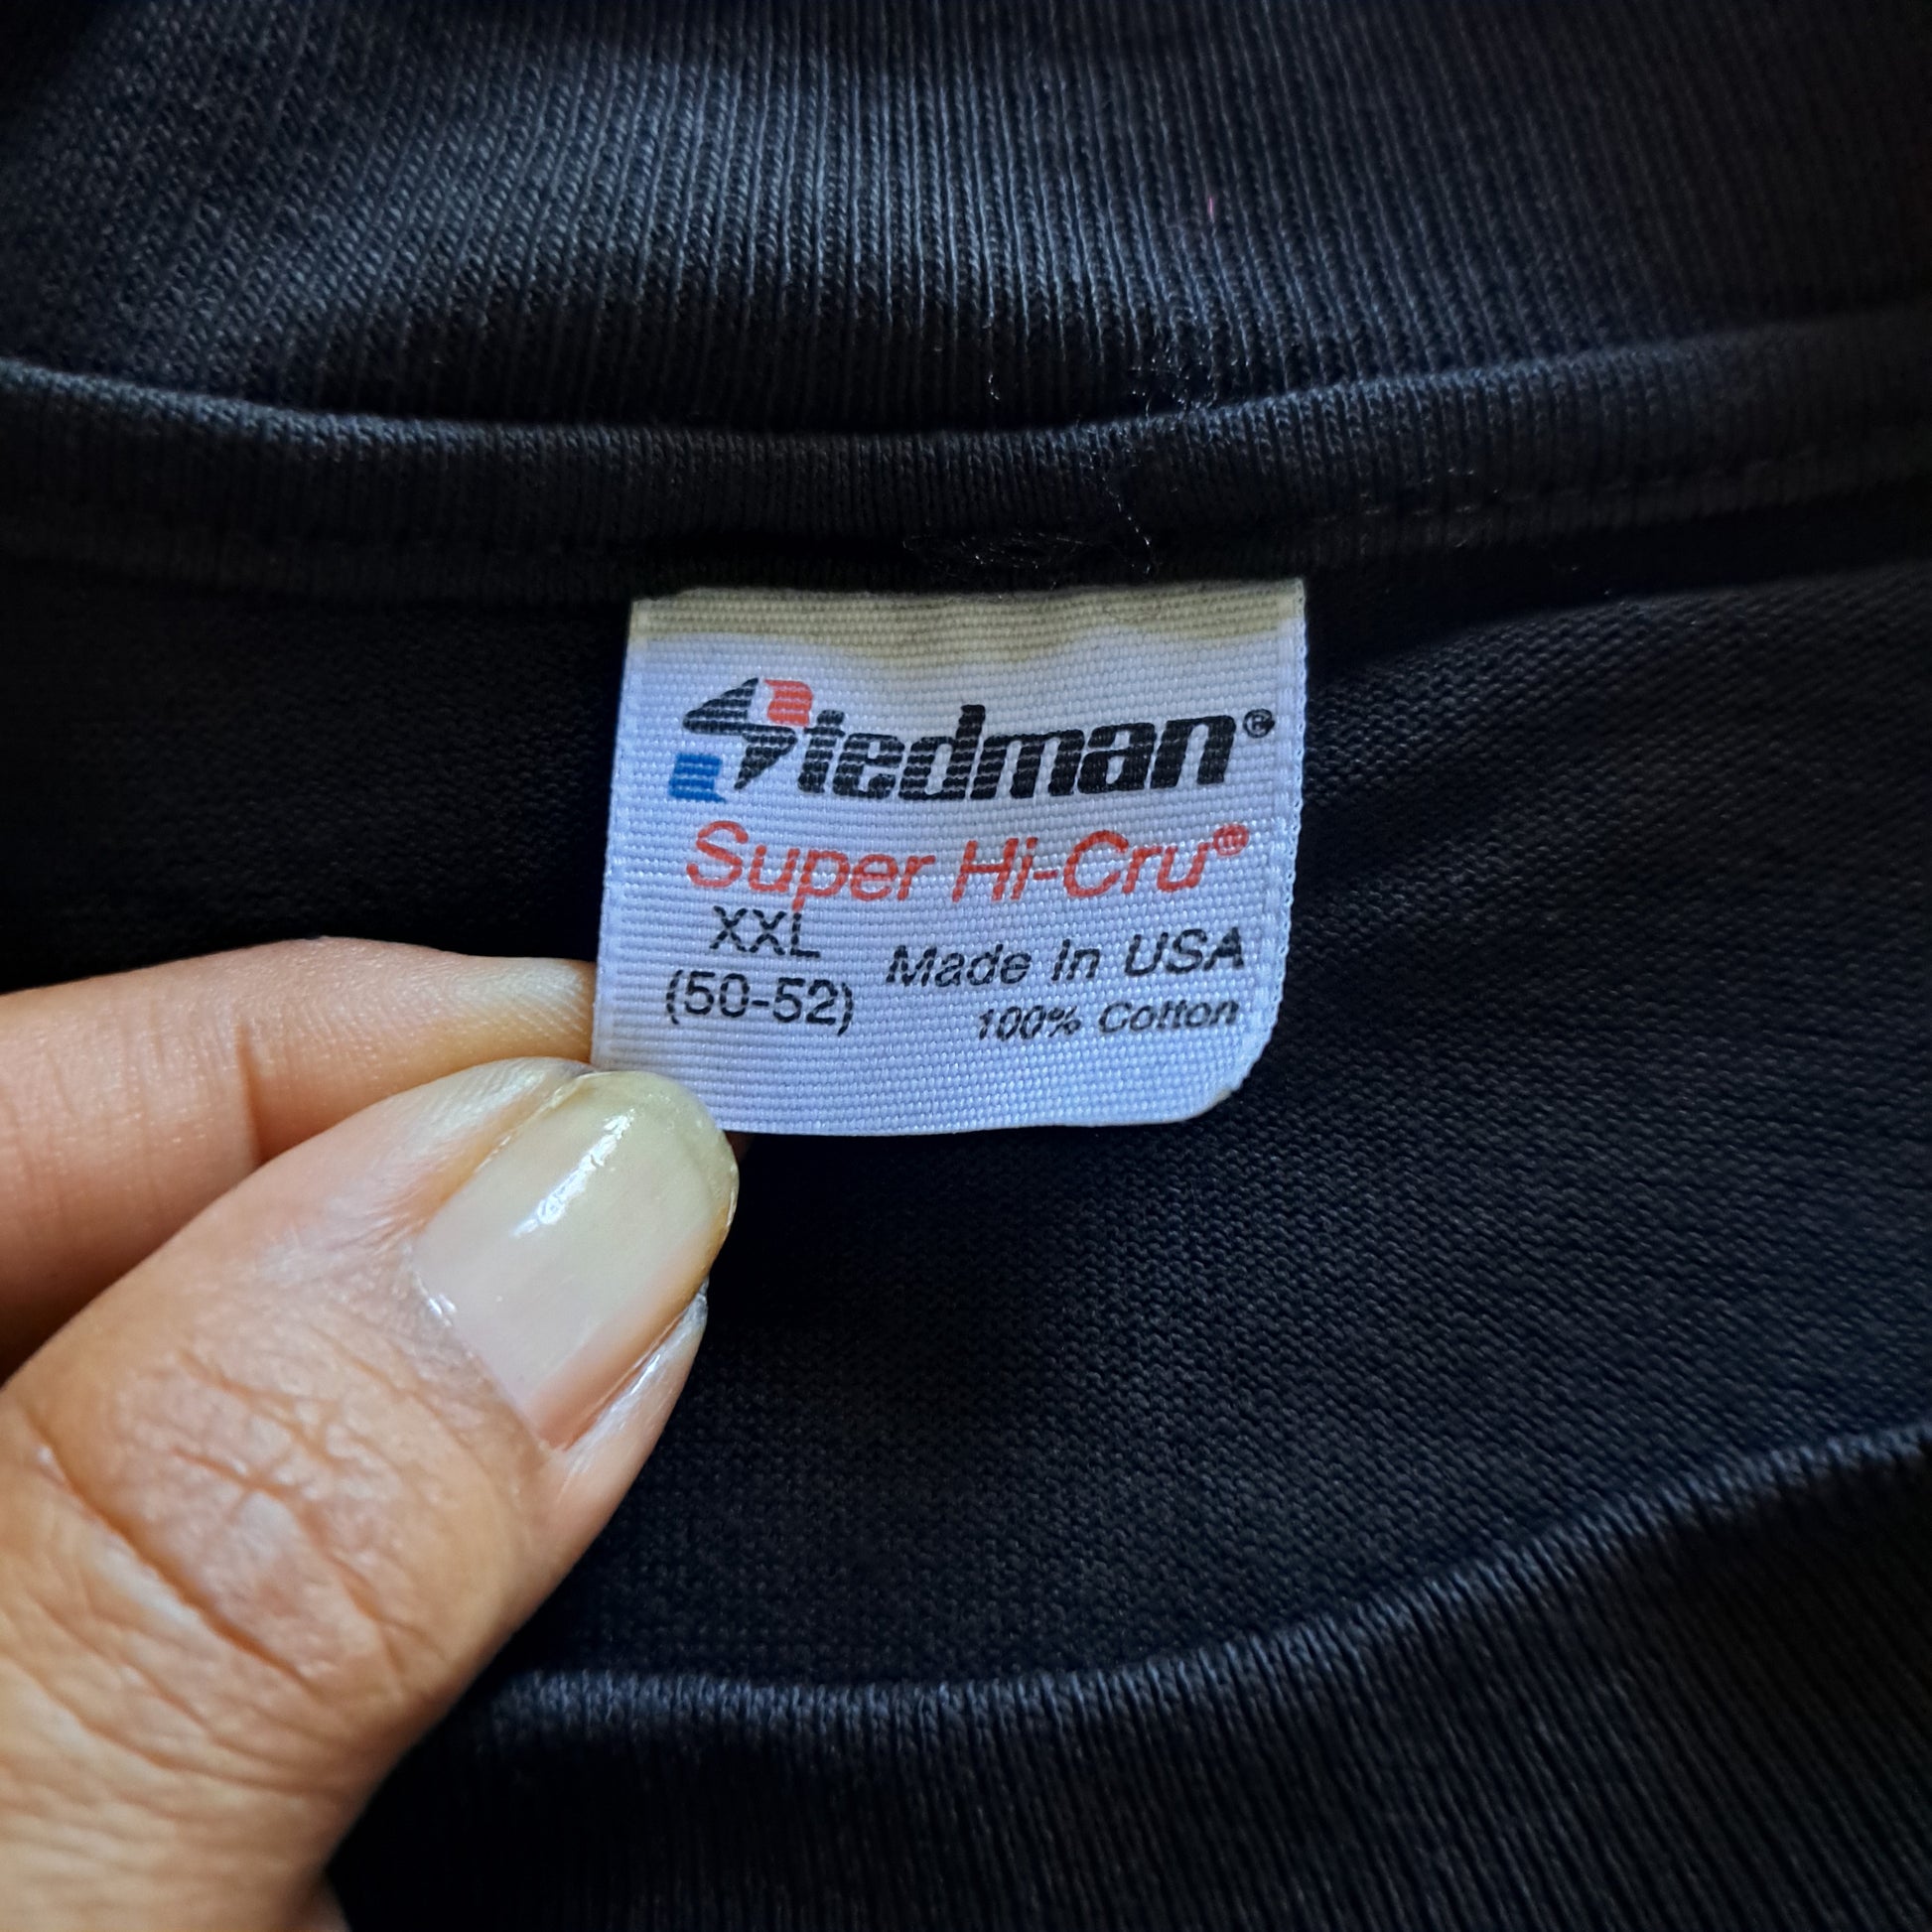 Stedman®
Super Hi-Cru®
XXL
(50-52)
Made In USA
100% Cotton